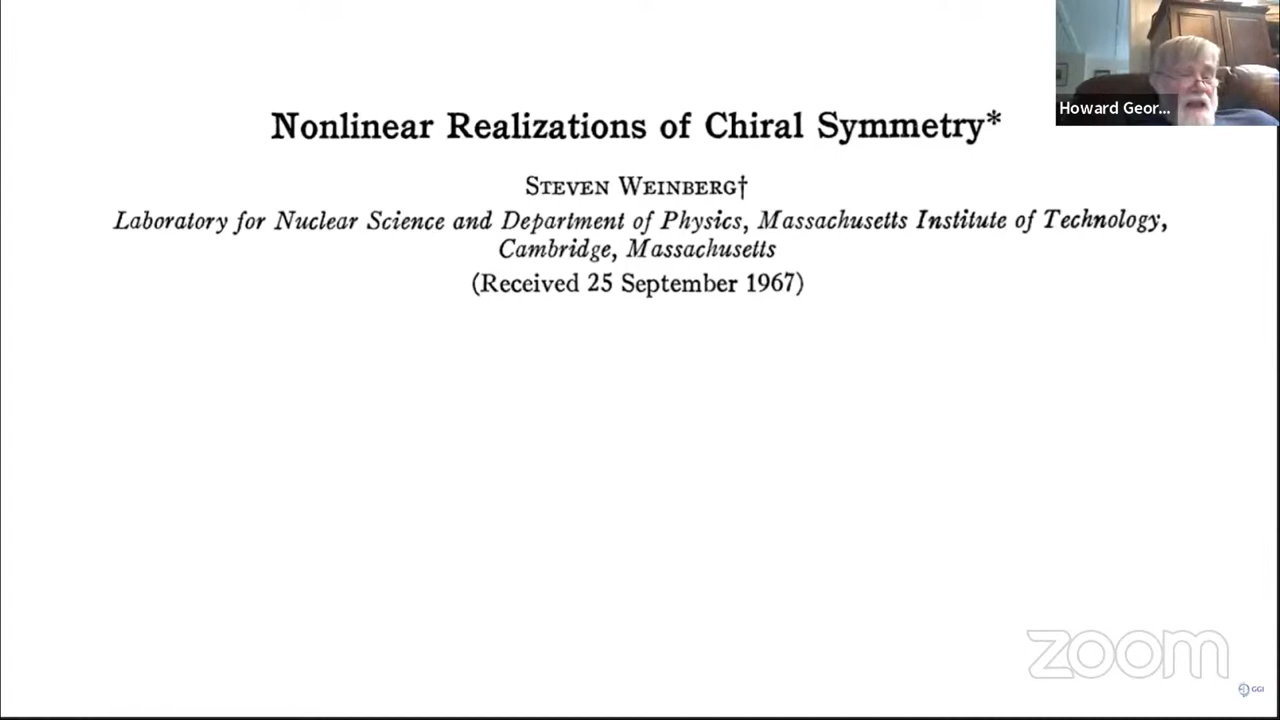 Howard Geor...
Nonlinear Realizations of Chiral Symmetry*
STEVEN WEINBERG†
Laboratory for Nuclear Science and Department of Physics, Massachusetts Institute of Technology,
Cambridge, Massachusetts
(Received 25 September 1967)
zoom
GGI